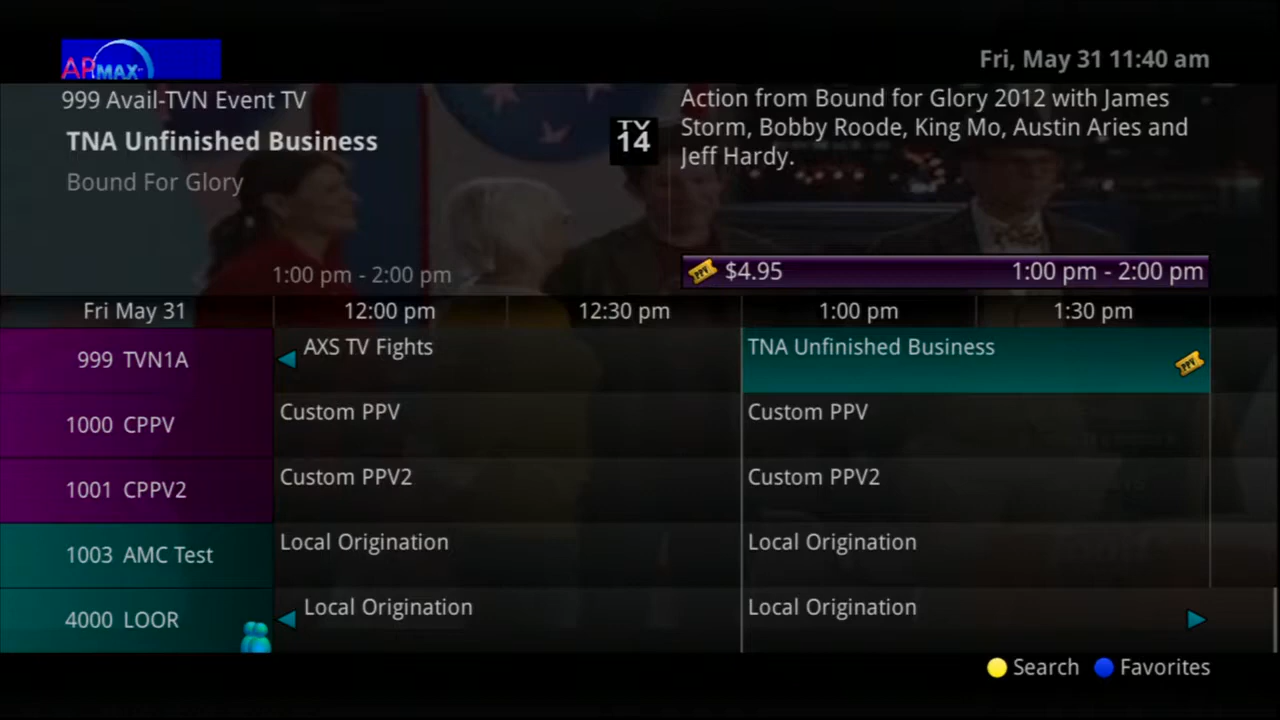 APMAX
Fri, May 31 11:40 am
999 Avail-TVN Event TV
TNA Unfinished Business
Bound For Glory
1:00 pm - 2:00 pm
TV
14
Action from Bound for Glory 2012 with James
Storm, Bobby Roode, King Mo, Austin Aries and
Jeff Hardy.
PPV $4.95 1:00 pm - 2:00 pm
Fri May 31 12:00 pm 12:30 pm 1:00 pm 1:30 pm
999 TVN1A AXS TV Fights TNA Unfinished Business PPV
1000 CPPV Custom PPV Custom PPV
1001 CPPV2 Custom PPV2 Custom PPV2
1003 AMC Test Local Origination Local Origination
4000 LOOR Local Origination Local Origination
Search Favorites